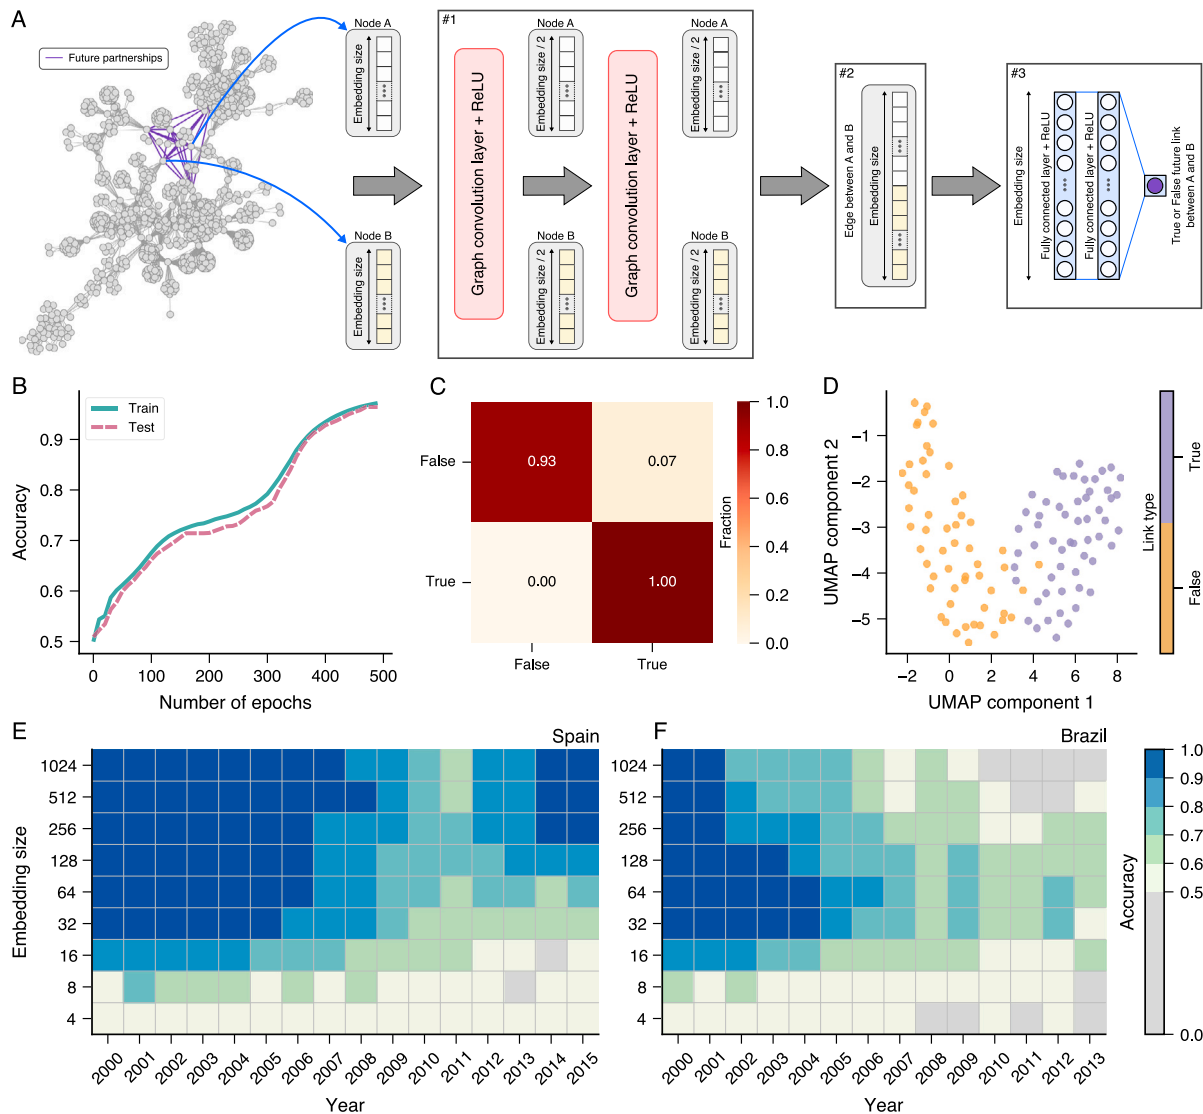 A
Future partnerships
Node A
Embedding size
Node B
Embedding size
#1
Graph convolution layer + ReLU
Node A
Embedding size / 2
Node B
Embedding size / 2
Graph convolution layer + ReLU
Node A
Embedding size / 2
Node B
Embedding size / 2
#2
Edge between A and B
Embedding size
#3
Embedding size
Fully connected layer + ReLU
Fully connected layer + ReLU
True or False future link
between A and B
B
Train
Test
Accuracy
0.9
0.8
0.7
0.6
0.5
0 100 200 300 400 500
Number of epochs
C
False
True
0.93 0.07
0.00 1.00
False True
1.0
0.8
0.6
0.4
0.2
0.0
Fraction
D
UMAP component 2
−1
−2
−3
−4
−5
−2 0 2 4 6 8
UMAP component 1
Link type
True
False
E
Spain
Embedding size
1024
512
256
128
64
32
16
8
4
2000 2001 2002 2003 2004 2005 2006 2007 2008 2009 2010 2011 2012 2013 2014 2015
Year
F
Brazil
1024
512
256
128
64
32
16
8
4
2000 2001 2002 2003 2004 2005 2006 2007 2008 2009 2010 2011 2012 2013
Year
Accuracy
1.0
0.9
0.8
0.7
0.6
0.5
0.0